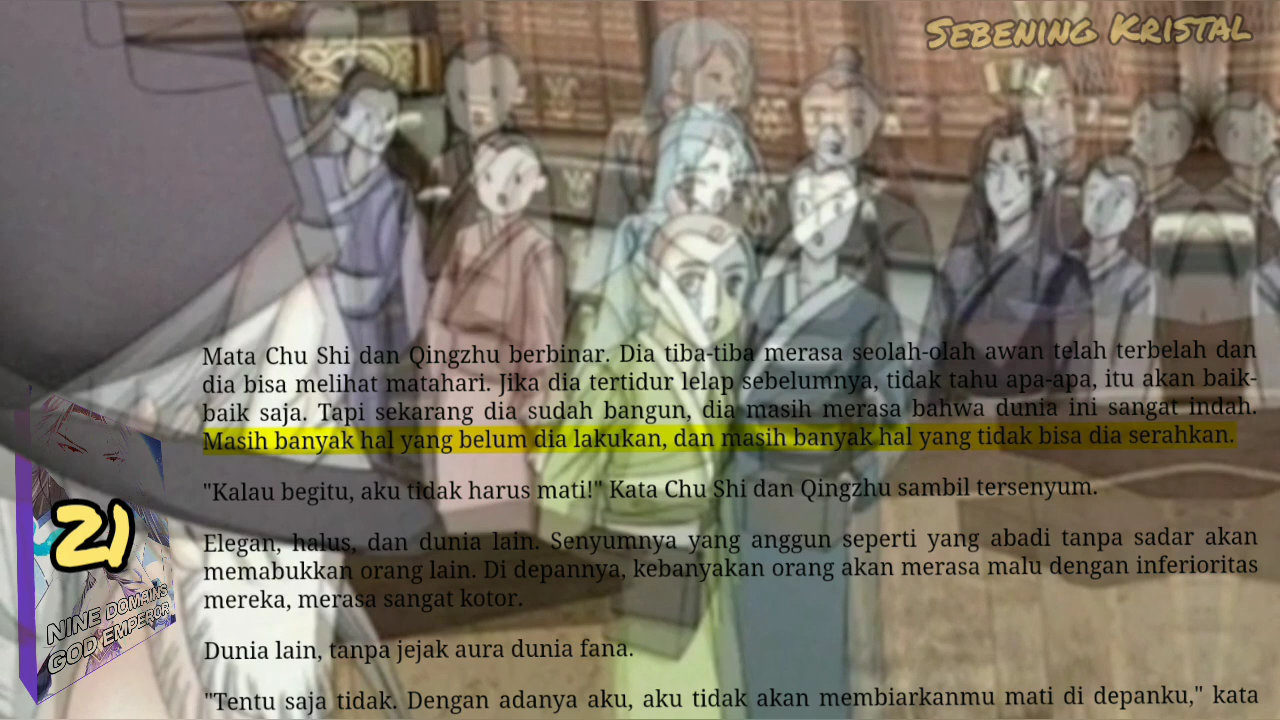 SEBENING KRISTAL
Mata Chu Shi dan Qingzhu berbinar. Dia tiba-tiba merasa seolah-olah awan telah terbelah dan
dia bisa melihat matahari. Jika dia tertidur lelap sebelumnya, tidak tahu apa-apa, itu akan baik-
baik saja. Tapi sekarang dia sudah bangun, dia masih merasa bahwa dunia ini sangat indah.
Masih banyak hal yang belum dia lakukan, dan masih banyak hal yang tidak bisa dia serahkan.
"Kalau begitu, aku tidak harus mati!" Kata Chu Shi dan Qingzhu sambil tersenyum.
Elegan, halus, dan dunia lain. Senyumnya yang anggun seperti yang abadi tanpa sadar akan
memabukkan orang lain. Di depannya, kebanyakan orang akan merasa malu dengan inferioritas
mereka, merasa sangat kotor.
Dunia lain, tanpa jejak aura dunia fana.
"Tentu saja tidak. Dengan adanya aku, aku tidak akan membiarkanmu mati di depanku," kata
21
NINE DOMAINS
GOD EMPEROR